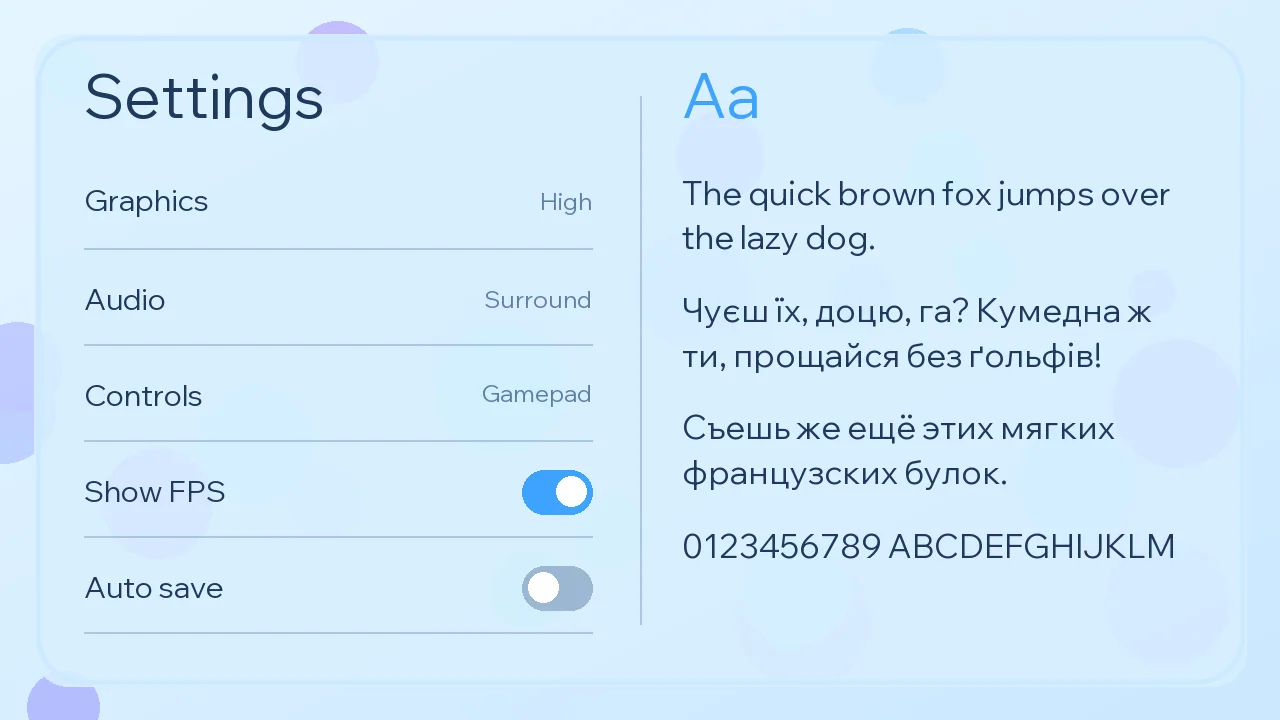 Settings
Graphics High
Audio Surround
Controls Gamepad
Show FPS
Auto save
Aa
The quick brown fox jumps over
the lazy dog.
Чуєш їх, доцю, га? Кумедна ж
ти, прощайся без ґольфів!
Съешь же ещё этих мягких
французских булок.
0123456789 ABCDEFGHIJKLM